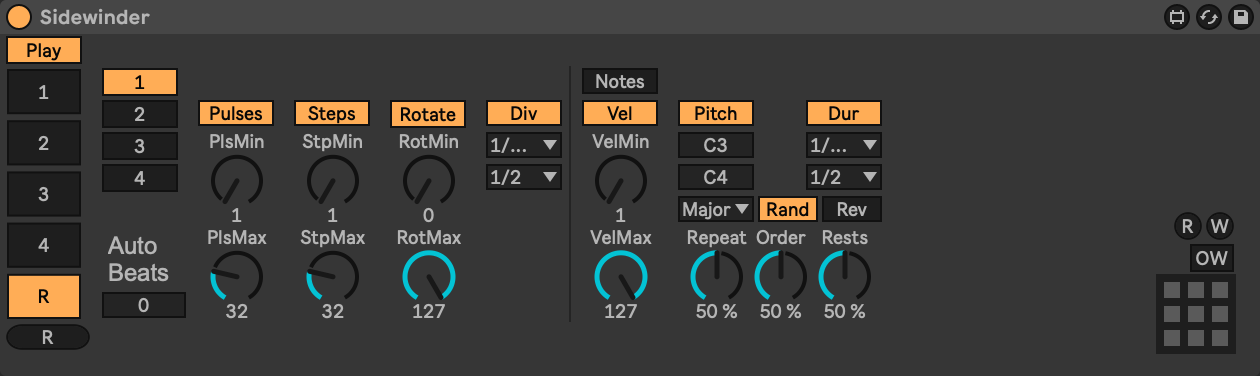 Sidewinder
Play
1
2
3
4
R
R
1
2
3
4
Auto
Beats
0
Pulses Steps Rotate Div
PlsMin StpMin RotMin 1/...
1/2
1 1 0
PlsMax StpMax RotMax
32 32 127
Notes
Vel Pitch Dur
VelMin C3 1/...
C4 1/2
1 Major Rand Rev
VelMax Repeat Order Rests
127 50 % 50 % 50 %
R W
OW